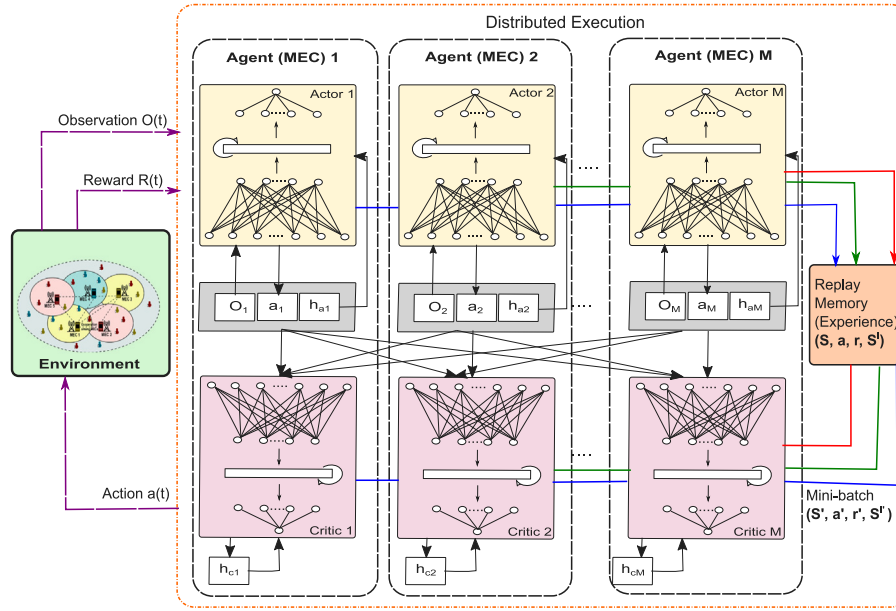 Distributed Execution
Agent (MEC) 1
Agent (MEC) 2
Agent (MEC) M
Actor 1
Actor 2
Actor M
Observation O(t)
Reward R(t)
Environment
Action a(t)
O1 a1 ha1
O2 a2 ha2
OM aM haM
Replay
Memory
(Experience)
(S, a, r, S^I)
Critic 1
Critic 2
Critic M
Mini-batch
(S', a', r', S^I')
hc1
hc2
hcM